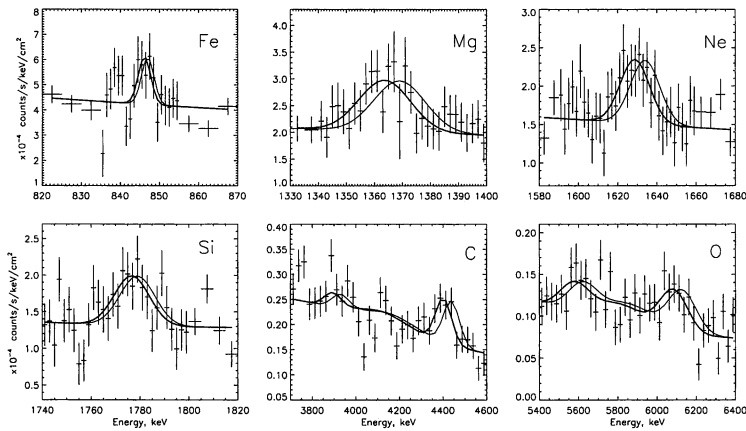 Fe
Mg
Ne
×10⁻⁴ counts/s/keV/cm²
8
7
6
5
4
3
2
1
820 830 840 850 860 870
4.0
3.5
3.0
2.5
2.0
1.5
1.0
1330 1340 1350 1360 1370 1380 1390 1400
3.0
2.5
2.0
1.5
1.0
1580 1600 1620 1640 1660 1680
Si
C
O
×10⁻⁴ counts/s/keV/cm²
2.5
2.0
1.5
1.0
0.5
1740 1760 1780 1800 1820
Energy, keV
0.40
0.35
0.30
0.25
0.20
0.15
0.10
0.05
3800 4000 4200 4400 4600
Energy, keV
0.20
0.15
0.10
0.05
0.00
5400 5600 5800 6000 6200 6400
Energy, keV